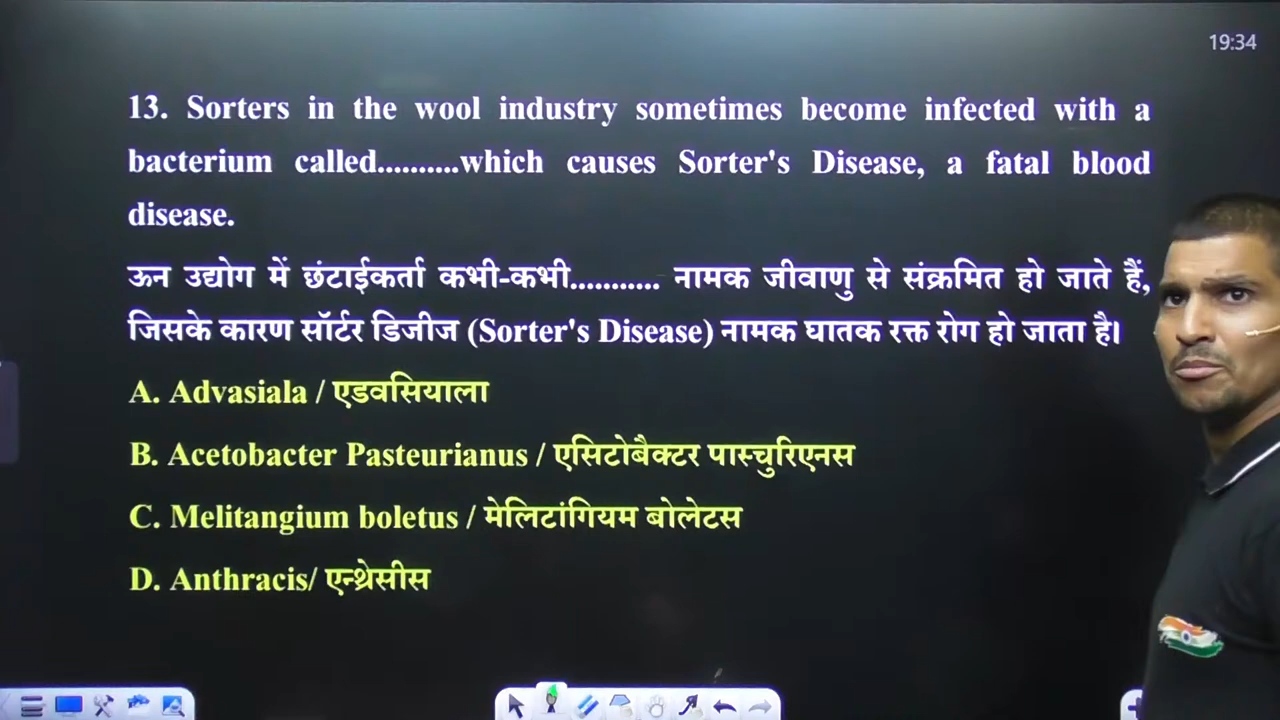 19:34
13. Sorters in the wool industry sometimes become infected with a
bacterium called..........which causes Sorter's Disease, a fatal blood
disease.
ऊन उद्योग में छंटाईकर्ता कभी-कभी........... नामक जीवाणु से संक्रमित हो जाते हैं,
जिसके कारण सॉर्टर डिजीज (Sorter's Disease) नामक घातक रक्त रोग हो जाता है।
A. Advasiala / एडवसियाला
B. Acetobacter Pasteurianus / एसिटोबैक्टर पास्चुरिएनस
C. Melitangium boletus / मेलिटांगियम बोलेटस
D. Anthracis/ एन्थ्रेसीस